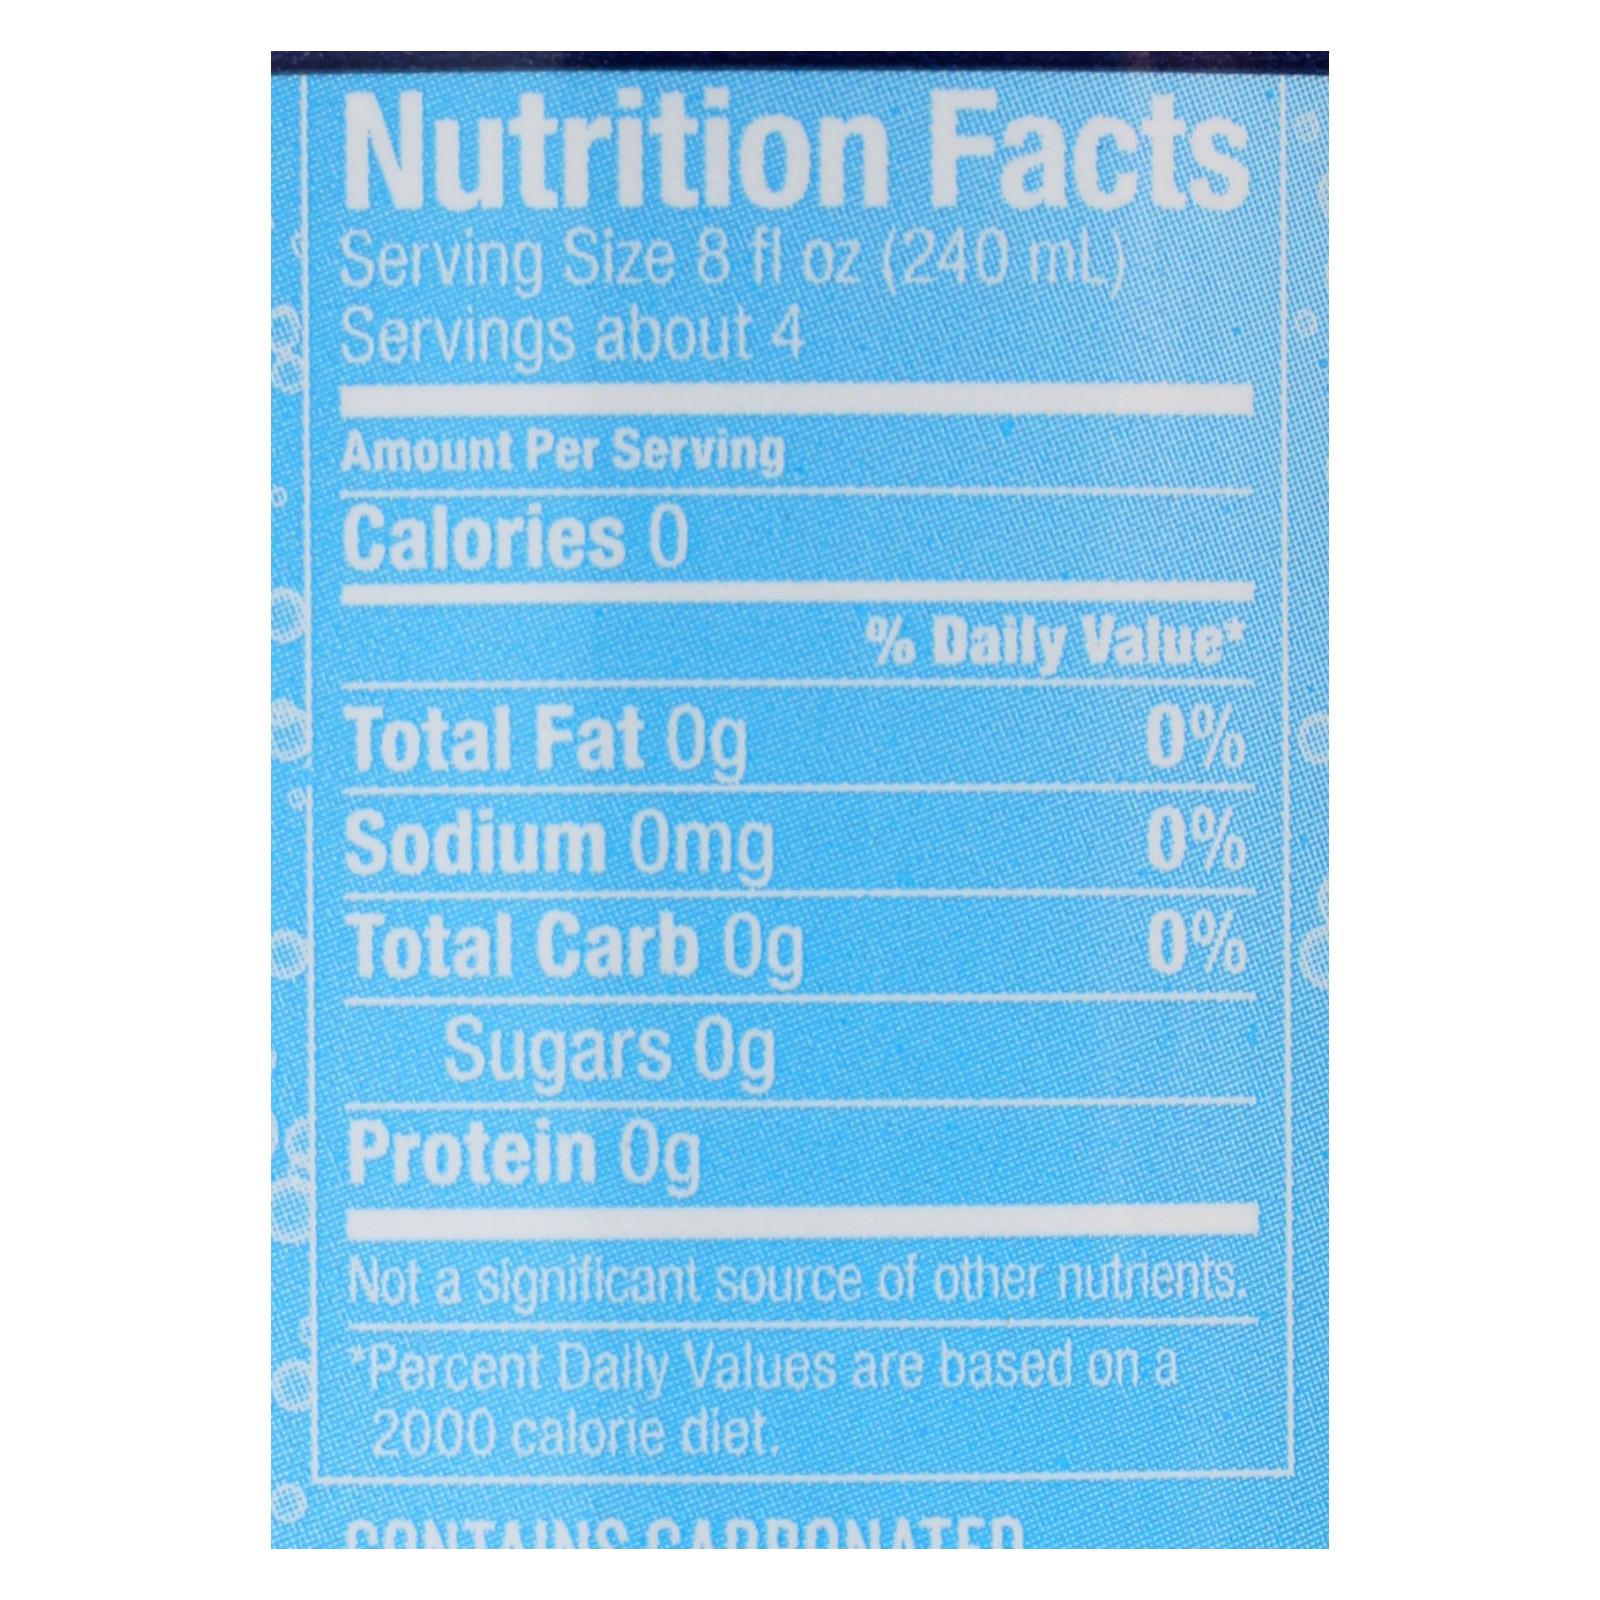 Nutrition Facts
Serving Size 8 fl oz (240 mL)
Servings about 4
Amount Per Serving
Calories 0
% Daily Value*
Total Fat 0g 0%
Sodium 0mg 0%
Total Carb 0g 0%
Sugars 0g
Protein 0g
Not a significant source of other nutrients.
*Percent Daily Values are based on a
2000 calorie diet.
CONTAINS CARBONATED